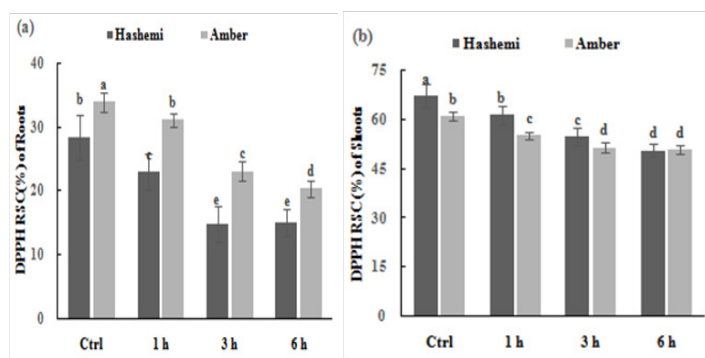 (a)
Hashemi Amber
DPPH RSC(%) of Roots
40
30
20
10
0
b a
c b
e c
e d
Ctrl 1 h 3 h 6 h
(b)
Hashemi Amber
DPPH RSC(%) of Shoots
75
60
45
30
15
0
a b
b c
c d
d d
Ctrl 1 h 3 h 6 h